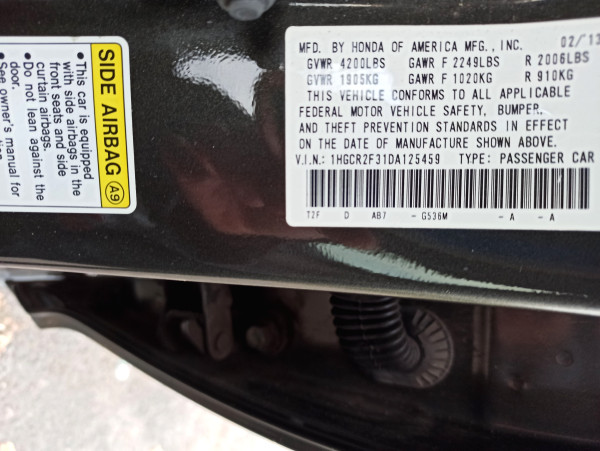 SIDE AIRBAG A9
• This car is equipped
with side airbags in the
front seats and side
curtain airbags.
• Do not lean against the
door.
• See owner's manual for
MFD. BY HONDA OF AMERICA MFG., INC. 02/'13
GVWR 4200LBS GAWR F 2249LBS R 2006LBS
GVWR 1905KG GAWR F 1020KG R 910KG
THIS VEHICLE CONFORMS TO ALL APPLICABLE
FEDERAL MOTOR VEHICLE SAFETY, BUMPER,
AND THEFT PREVENTION STANDARDS IN EFFECT
ON THE DATE OF MANUFACTURE SHOWN ABOVE.
V.I.N.: 1HGCR2F31DA125459 TYPE: PASSENGER CAR
T2F D AB7 - G536M - A - A